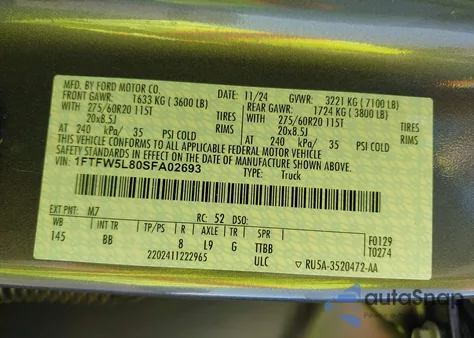 MFD. BY FORD MOTOR CO.
DATE: 11/24 GVWR: 3221 KG (7100 LB)
FRONT GAWR: 1633 KG (3600 LB) REAR GAWR: 1724 KG (3800 LB)
275/60R20 115T TIRES 275/60R20 115T TIRES
20x8.5J RIMS 20x8.5J RIMS
AT 240 kPa/ 35 PSI COLD AT 240 kPa/ 35 PSI COLD
THIS VEHICLE CONFORMS TO ALL APPLICABLE FEDERAL MOTOR VEHICLE
SAFETY STANDARDS IN EFFECT ON THE DATE OF MANUFACTURE SHOWN ABOVE.
VIN: 1FTFW5L80SFA02693 TYPE: Truck
EXT PNT: M7 RC: 52 DSO: F0129
WB INT TR TP/PS R AXLE TR SPR T0274
145 BB 8 L9 G TTBB
2202411222965 ULC ▽ RU5A-3520472-AA
autoSnap